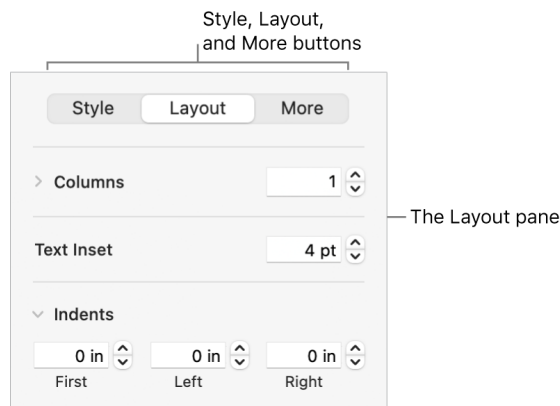 Style, Layout,
and More buttons
Style Layout More
Columns 1
The Layout pane
Text Inset 4 pt
Indents
0 in 0 in 0 in
First Left Right